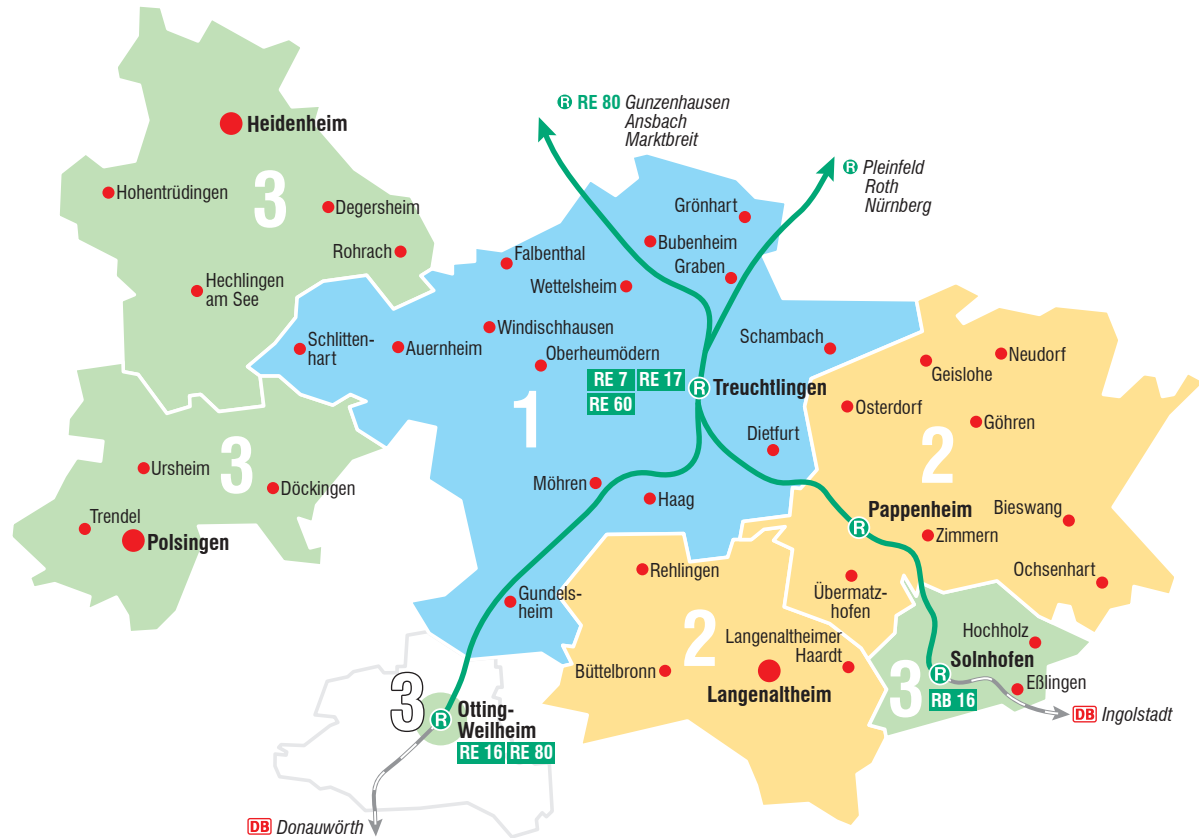 Ⓡ RE 80 Gunzenhausen
Ansbach
Marktbreit
Heidenheim
Ⓡ Pleinfeld
Roth
Nürnberg
Hohentrüdingen
3
Degersheim
Grönhart
Rohrach
Bubenheim
Falbenthal
Graben
Hechlingen
am See
Wettelsheim
Windischhausen
Schlitten-
hart
Auernheim
Oberheumödern
Schambach
Neudorf
Geislohe
RE 7 RE 17
RE 60
R Treuchtlingen
1
Osterdorf
Göhren
Dietfurt
2
3
Ursheim
Döckingen
Möhren
Haag
Trendel
Polsingen
R Pappenheim
Bieswang
Zimmern
Rehlingen
Übermatz-
hofen
Ochsenhart
Gundels-
heim
2
Langenaltheimer
Haardt
Hochholz
Büttelbronn
Langenaltheim
3
R Solnhofen
RB 16
Eßlingen
3
R Otting-
Weilheim
RE 16 RE 80
DB Ingolstadt
DB Donauwörth